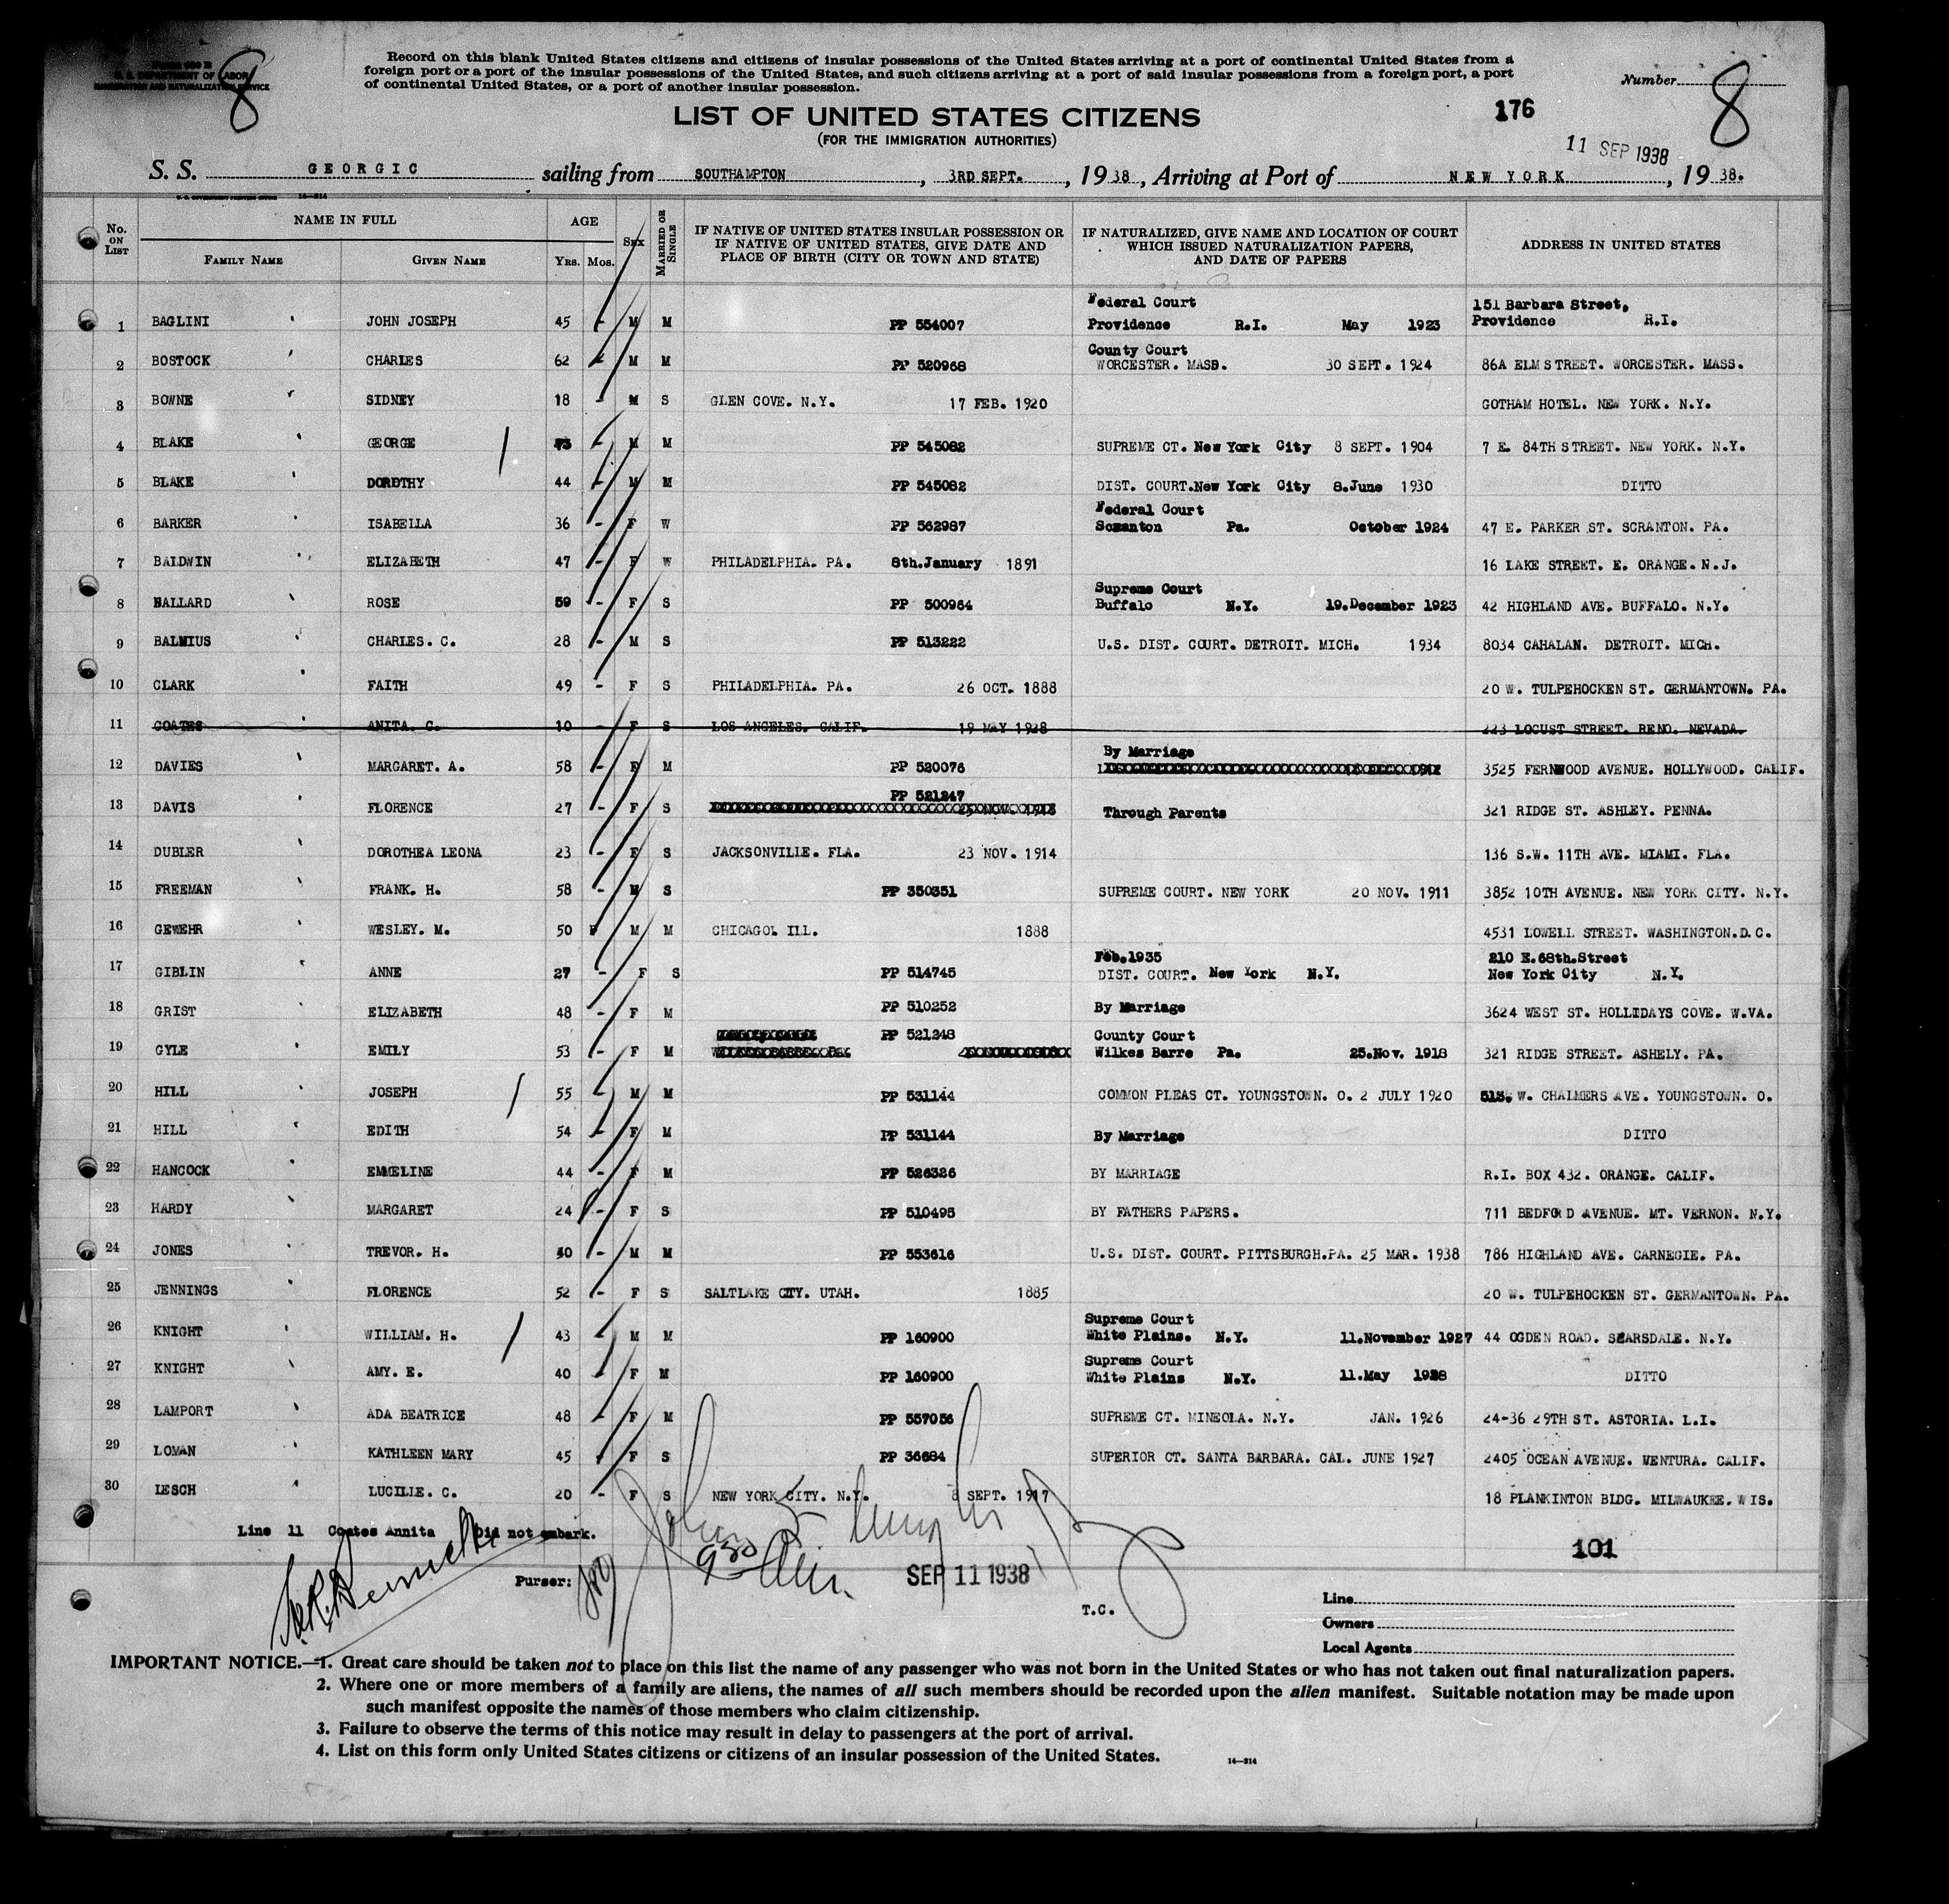 8
U. S. DEPARTMENT OF LABOR
IMMIGRATION AND NATURALIZATION SERVICE
Record on this blank United States citizens and citizens of insular possessions of the United States arriving at a port of continental United States from a
foreign port or a port of the insular possessions of the United States, and such citizens arriving at a port of said insular possessions from a foreign port, a port
of continental United States, or a port of another insular possession.
Number 8
LIST OF UNITED STATES CITIZENS
176
(FOR THE IMMIGRATION AUTHORITIES)
11 SEP 1938
S. S. GEORGIC sailing from SOUTHAMPTON, 3RD SEPT., 1938, Arriving at Port of NEW YORK, 1938.
U. S. GOVERNMENT PRINTING OFFICE 14—214
No. ON LIST NAME IN FULL FAMILY NAME GIVEN NAME AGE YRS. MOS. SEX MARRIED OR SINGLE IF NATIVE OF UNITED STATES INSULAR POSSESSION OR IF NATIVE OF UNITED STATES, GIVE DATE AND PLACE OF BIRTH (CITY OR TOWN AND STATE) IF NATURALIZED, GIVE NAME AND LOCATION OF COURT WHICH ISSUED NATURALIZATION PAPERS, AND DATE OF PAPERS ADDRESS IN UNITED STATES
Federal Court 151 Barbara Street,
1 BAGLINI JOHN JOSEPH 45 - M M PP 554007 Providence R.I. May 1923 Providence R.I.
County Court
2 BOSTOCK CHARLES 62 - M M PP 520968 WORCESTER. MASS. 30 SEPT. 1924 86A ELM STREET. WORCESTER. MASS.
3 BOWNE SIDNEY 18 - M S GLEN COVE. N.Y. 17 FEB. 1920 GOTHAM HOTEL. NEW YORK. N.Y.
4 BLAKE GEORGE - M M PP 545082 SUPREME CT. New York City 8 SEPT. 1904 7 E. 84TH STREET. NEW YORK. N.Y.
5 BLAKE DOROTHY 44 - M M PP 545082 DIST. COURT. New York City 8.June 1930 DITTO
Federal Court
6 BARKER ISABELLA 36 - F W PP 562987 Scranton Pa. October 1924 47 E. PARKER ST. SCRANTON. PA.
7 BALDWIN ELIZABETH 47 - F W PHILADELPHIA. PA. 8th.January 1891 16 LAKE STREET. E. ORANGE. N.J.
Supreme Court
8 BALLARD ROSE 59 - F S PP 500964 Buffalo N.Y. 19.December 1923 42 HIGHLAND AVE. BUFFALO. N.Y.
9 BALMIUS CHARLES. C. 28 - M S PP 513222 U.S. DIST. COURT. DETROIT. MICH. 1934 8034 CAHALAN. DETROIT. MICH.
10 CLARK FAITH 49 - F S PHILADELPHIA. PA. 26 OCT. 1888 20 W. TULPEHOCKEN ST. GERMANTOWN. PA.
11 COATES ANITA. C. 10 - F S LOS ANGELES. CALIF. 19 MAY 1928 223 LOCUST STREET. RENO. NEVADA.
By Marriage
12 DAVIES MARGARET. A. 58 - F M PP 520076 3525 FERNWOOD AVENUE. HOLLYWOOD. CALIF.
PP 521247
13 DAVIS FLORENCE 27 - F S Through Parents 321 RIDGE ST. ASHLEY. PENNA.
14 DUBLER DOROTHEA LEONA 23 - F S JACKSONVILLE. FLA. 23 NOV. 1914 136 S.W. 11TH AVE. MIAMI. FLA.
15 FREEMAN FRANK. H. 58 - M S PP 350351 SUPREME COURT. NEW YORK 20 NOV. 1911 3852 10TH AVENUE. NEW YORK CITY. N.Y.
16 GEWEHR WESLEY. M. 50 M M CHICAGO. ILL. 1888 4531 LOWELL STREET. WASHINGTON.D.C.
Feb.1935 210 E.68th.Street
17 GIBLIN ANNE 27 - F S PP 514745 DIST. COURT. New York N.Y. New York City N.Y.
18 GRIST ELIZABETH 48 - F M PP 510252 By Marriage 3624 WEST ST. HOLLIDAYS COVE. W.VA.
PP 521248 County Court
19 GYLE EMILY 53 - F M Wilkes Barre Pa. 25.Nov. 1918 321 RIDGE STREET. ASHELY. PA.
20 HILL JOSEPH 55 - M M PP 531144 COMMON PLEAS CT. YOUNGSTOWN. O. 2 JULY 1920 513. W. CHALMERS AVE. YOUNGSTOWN. O.
21 HILL EDITH 54 - F M PP 531144 By Marriage DITTO
22 HANCOCK EMMELINE 44 - F M PP 526326 BY MARRIAGE R.I. BOX 432. ORANGE. CALIF.
23 HARDY MARGARET 24 - F S PP 510495 BY FATHERS PAPERS. 711 BEDFORD AVENUE. MT. VERNON. N.Y.
24 JONES TREVOR. H. 30 - M M PP 553616 U.S. DIST. COURT. PITTSBURGH.PA. 25 MAR. 1938 786 HIGHLAND AVE. CARNEGIE. PA.
25 JENNINGS FLORENCE 52 - F S SALTLAKE CITY. UTAH. 1885 20 W. TULPEHOCKEN ST. GERMANTOWN. PA.
Supreme Court
26 KNIGHT WILLIAM. H. 43 - M M PP 160900 White Plains. N.Y. 11.November 1927 44 OGDEN ROAD. SCARSDALE. N.Y.
Supreme Court
27 KNIGHT AMY. E. 40 - F M PP 160900 White Plains N.Y. 11.May 1928 DITTO
28 LAMPORT ADA BEATRICE 48 - F M PP 557056 SUPREME CT. MINEOLA. N.Y. JAN. 1926 24-36 29TH ST. ASTORIA. L.I.
29 LOMAN KATHLEEN MARY 45 - F S PP 36684 SUPERIOR CT. SANTA BARBARA. CAL. JUNE 1927 2405 OCEAN AVENUE. VENTURA. CALIF.
30 LESCH LUCILLE. C. 20 - F S NEW YORK CITY. N.Y. 8 SEPT. 1917 18 PLANKINTON BLDG. MILWAUKEE. WIS.
Line 11 Coates Annita Did not embark.
101
Purser: SEP 11 1938
T.C.
Line
Owners
Local Agents
IMPORTANT NOTICE.—1. Great care should be taken not to place on this list the name of any passenger who was not born in the United States or who has not taken out final naturalization papers.
2. Where one or more members of a family are aliens, the names of all such members should be recorded upon the alien manifest. Suitable notation may be made upon
such manifest opposite the names of those members who claim citizenship.
3. Failure to observe the terms of this notice may result in delay to passengers at the port of arrival.
4. List on this form only United States citizens or citizens of an insular possession of the United States.
14—214